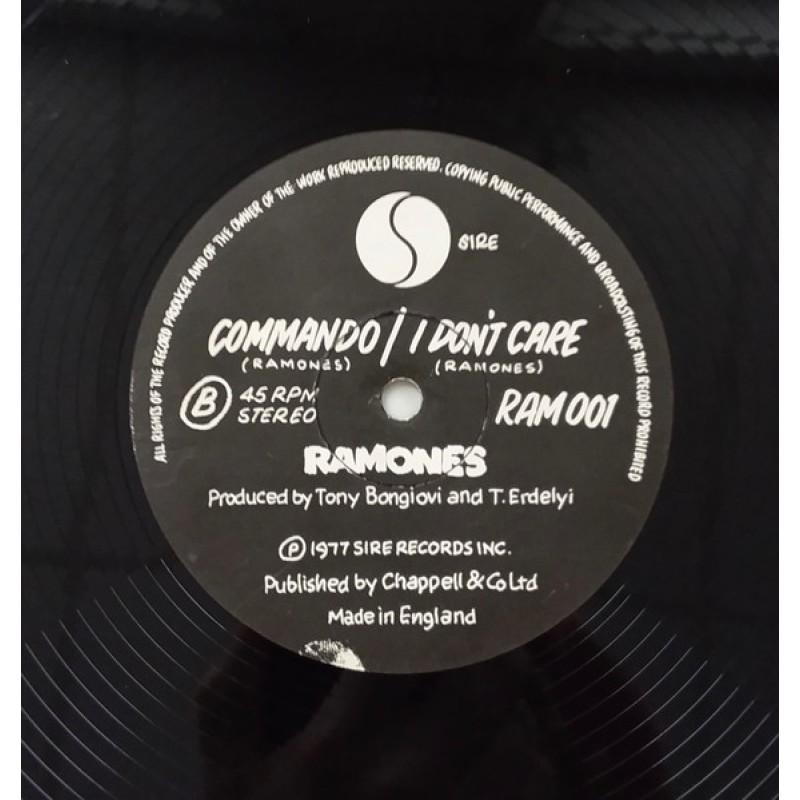 ALL RIGHTS OF THE RECORD PRODUCER AND OF THE OWNER OF THE WORK REPRODUCED RESERVED. COPYING PUBLIC PERFORMANCE AND BROADCASTING OF THIS RECORD PROHIBITED
SIRE
COMMANDO / I DON'T CARE
(RAMONES) (RAMONES)
B 45 RPM RAM 001
STEREO
RAMONES
Produced by Tony Bongiovi and T. Erdelyi
℗ 1977 SIRE RECORDS INC.
Published by Chappell & Co Ltd
Made in England